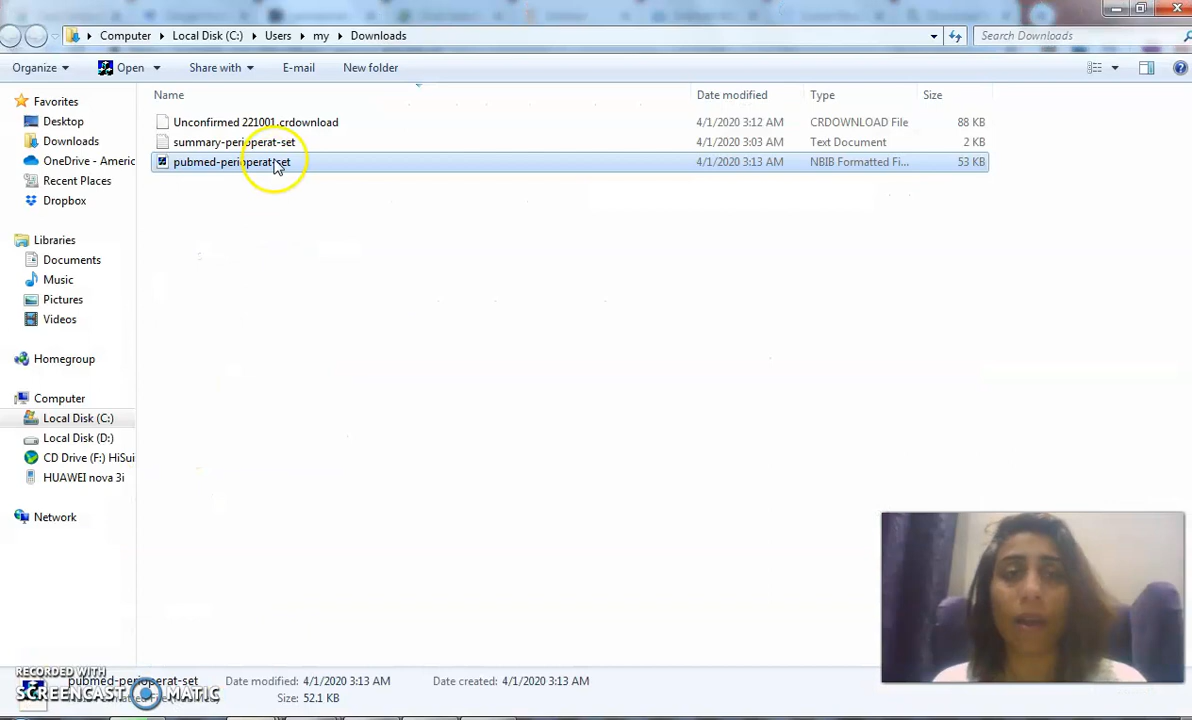 Computer Local Disk (C:) Users my Downloads
Search Downloads
Organize Open Share with E-mail New folder
Name Date modified Type Size
Favorites
Desktop
Downloads
OneDrive - Americ
Recent Places
Dropbox
Libraries
Documents
Music
Pictures
Videos
Homegroup
Computer
Local Disk (C:)
Local Disk (D:)
CD Drive (F:) HiSui
HUAWEI nova 3i
Network
Unconfirmed 221001.crdownload 4/1/2020 3:12 AM CRDOWNLOAD File 88 KB
summary-perioperat-set 4/1/2020 3:03 AM Text Document 2 KB
pubmed-perioperat-set 4/1/2020 3:13 AM NBIB Formatted Fi... 53 KB
pubmed-perioperat-set Date modified: 4/1/2020 3:13 AM Date created: 4/1/2020 3:13 AM
Size: 52.1 KB
RECORDED WITH
SCREENCAST MATIC